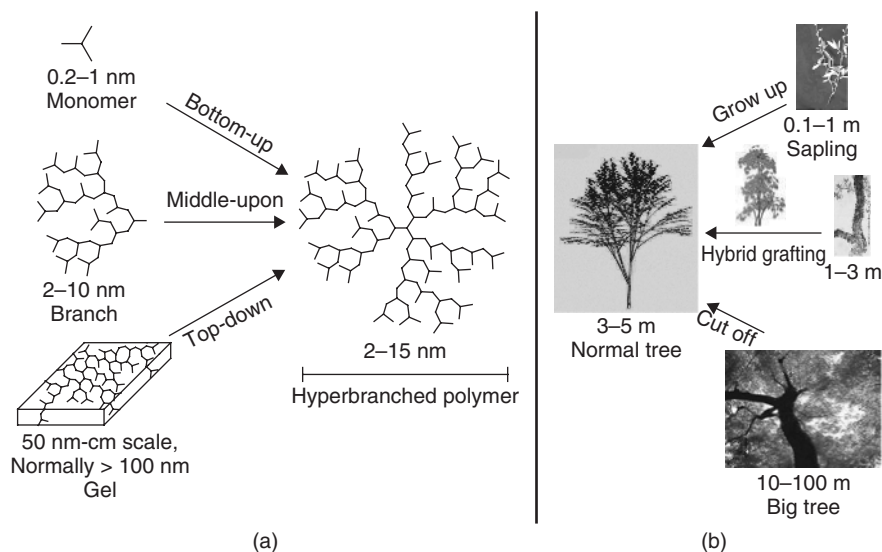 0.2–1 nm
Monomer
Bottom-up
Middle-upon
2–10 nm
Branch
Top-down
50 nm-cm scale,
Normally > 100 nm
Gel
2–15 nm
Hyperbranched polymer
(a)
Grow up
0.1–1 m
Sapling
Hybrid grafting
1–3 m
3–5 m
Normal tree
Cut off
10–100 m
Big tree
(b)